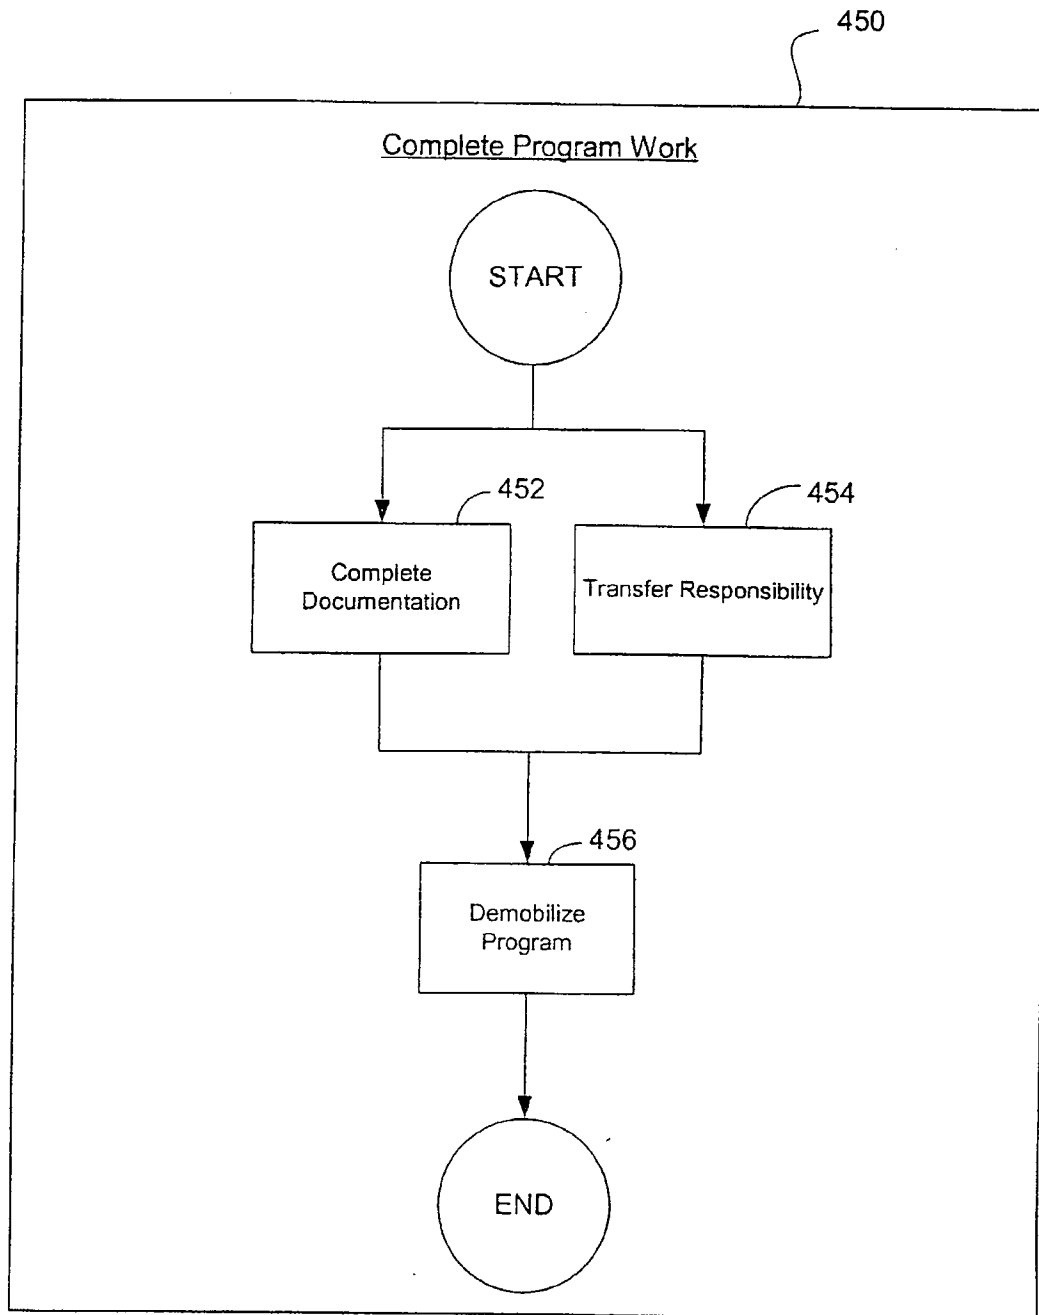 450
Complete Program Work
START
452
454
Complete
Documentation
Transfer Responsibility
456
Demobilize
Program
END